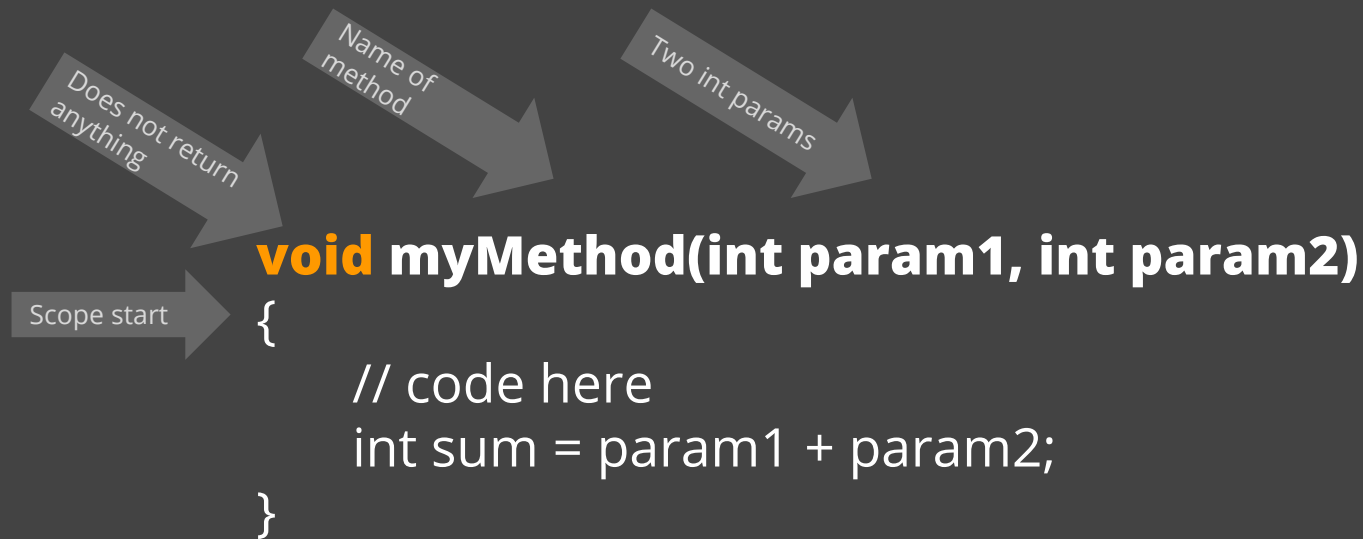 Does not return
anything
Name of
method
Two int params
void myMethod(int param1, int param2)
Scope start
{
// code here
int sum = param1 + param2;
}